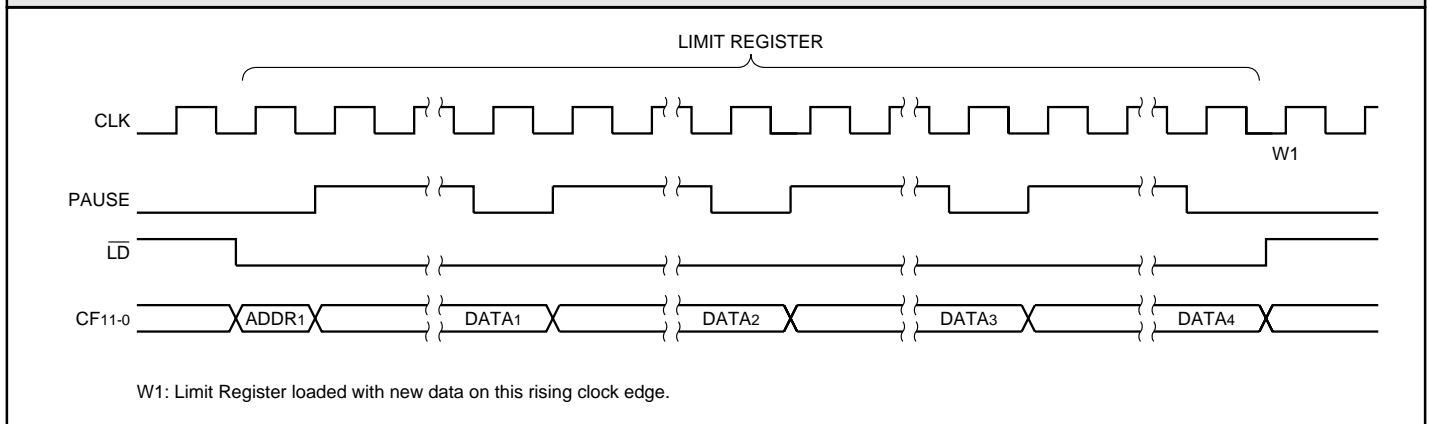 LIMIT REGISTER
CLK
W1
PAUSE
LD
CF11-0
ADDR1
DATA1
DATA2
DATA3
DATA4
W1: Limit Register loaded with new data on this rising clock edge.